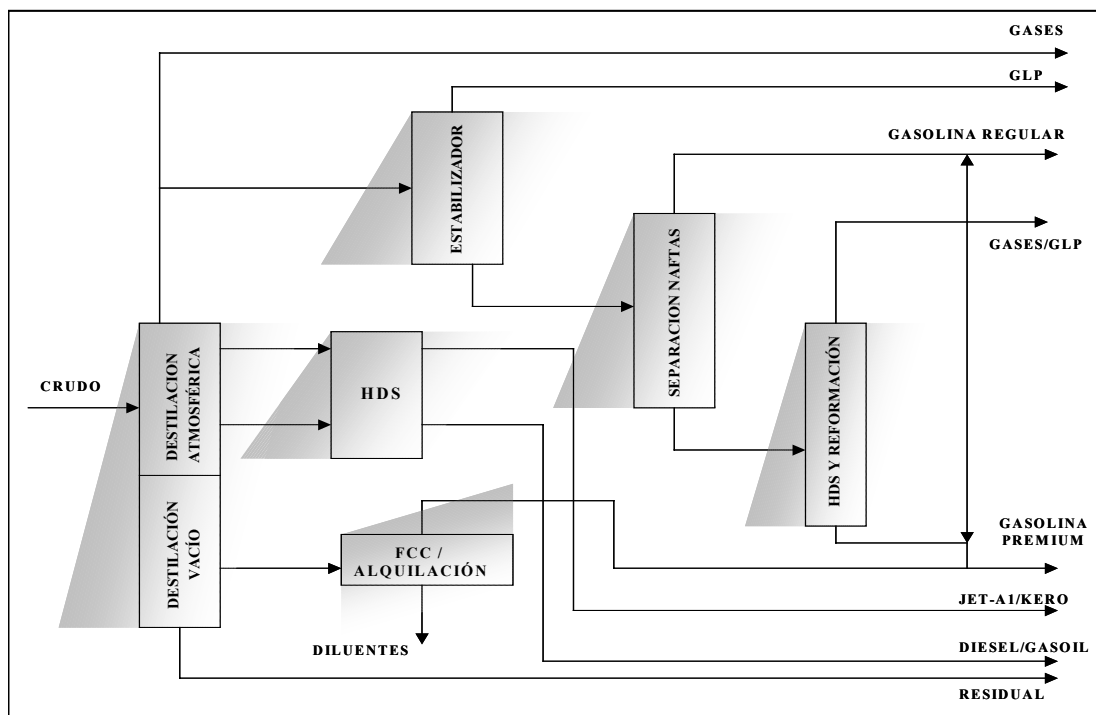 GASES
GLP
GASOLINA REGULAR
ESTABILIZADOR
SEPARACION NAFTAS
GASES/GLP
CRUDO
DESTILACION
ATMOSFÉRICA
HDS
HDS Y REFORMACIÓN
DESTILACIÓN
VACÍO
FCC /
ALQUILACIÓN
GASOLINA
PREMIUM
JET-A1/KERO
DILUENTES
DIESEL/GASOIL
RESIDUAL